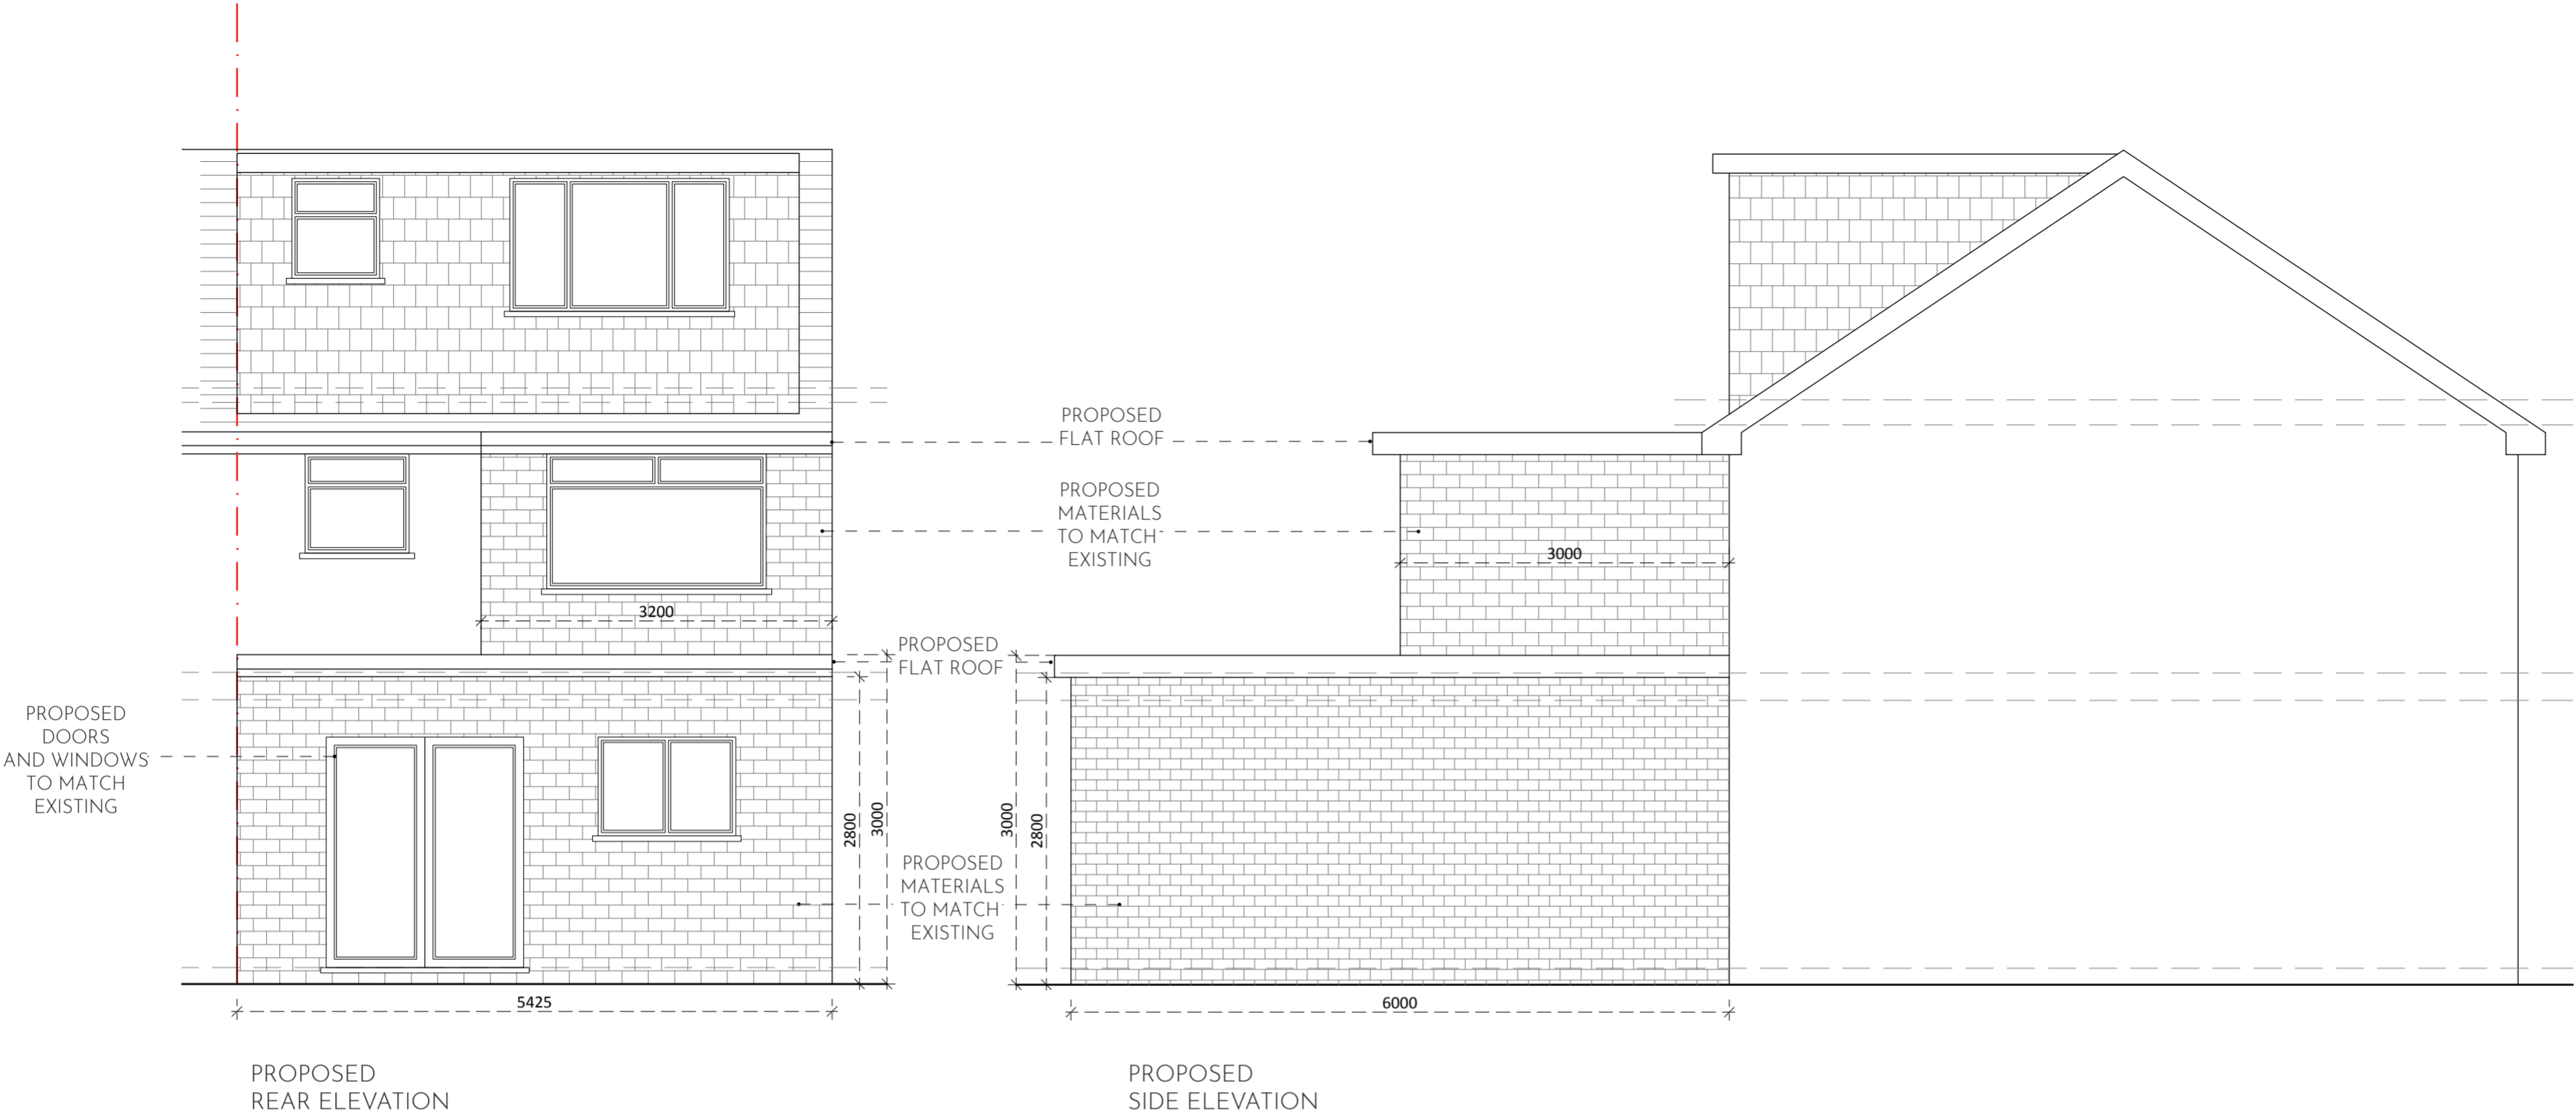 PROPOSED
FLAT ROOF
PROPOSED
MATERIALS
TO MATCH
EXISTING
3000
3200
PROPOSED
FLAT ROOF
PROPOSED
DOORS
AND WINDOWS
TO MATCH
EXISTING
2800
3000
3000
2800
PROPOSED
MATERIALS
TO MATCH
EXISTING
5425
6000
PROPOSED
REAR ELEVATION
PROPOSED
SIDE ELEVATION